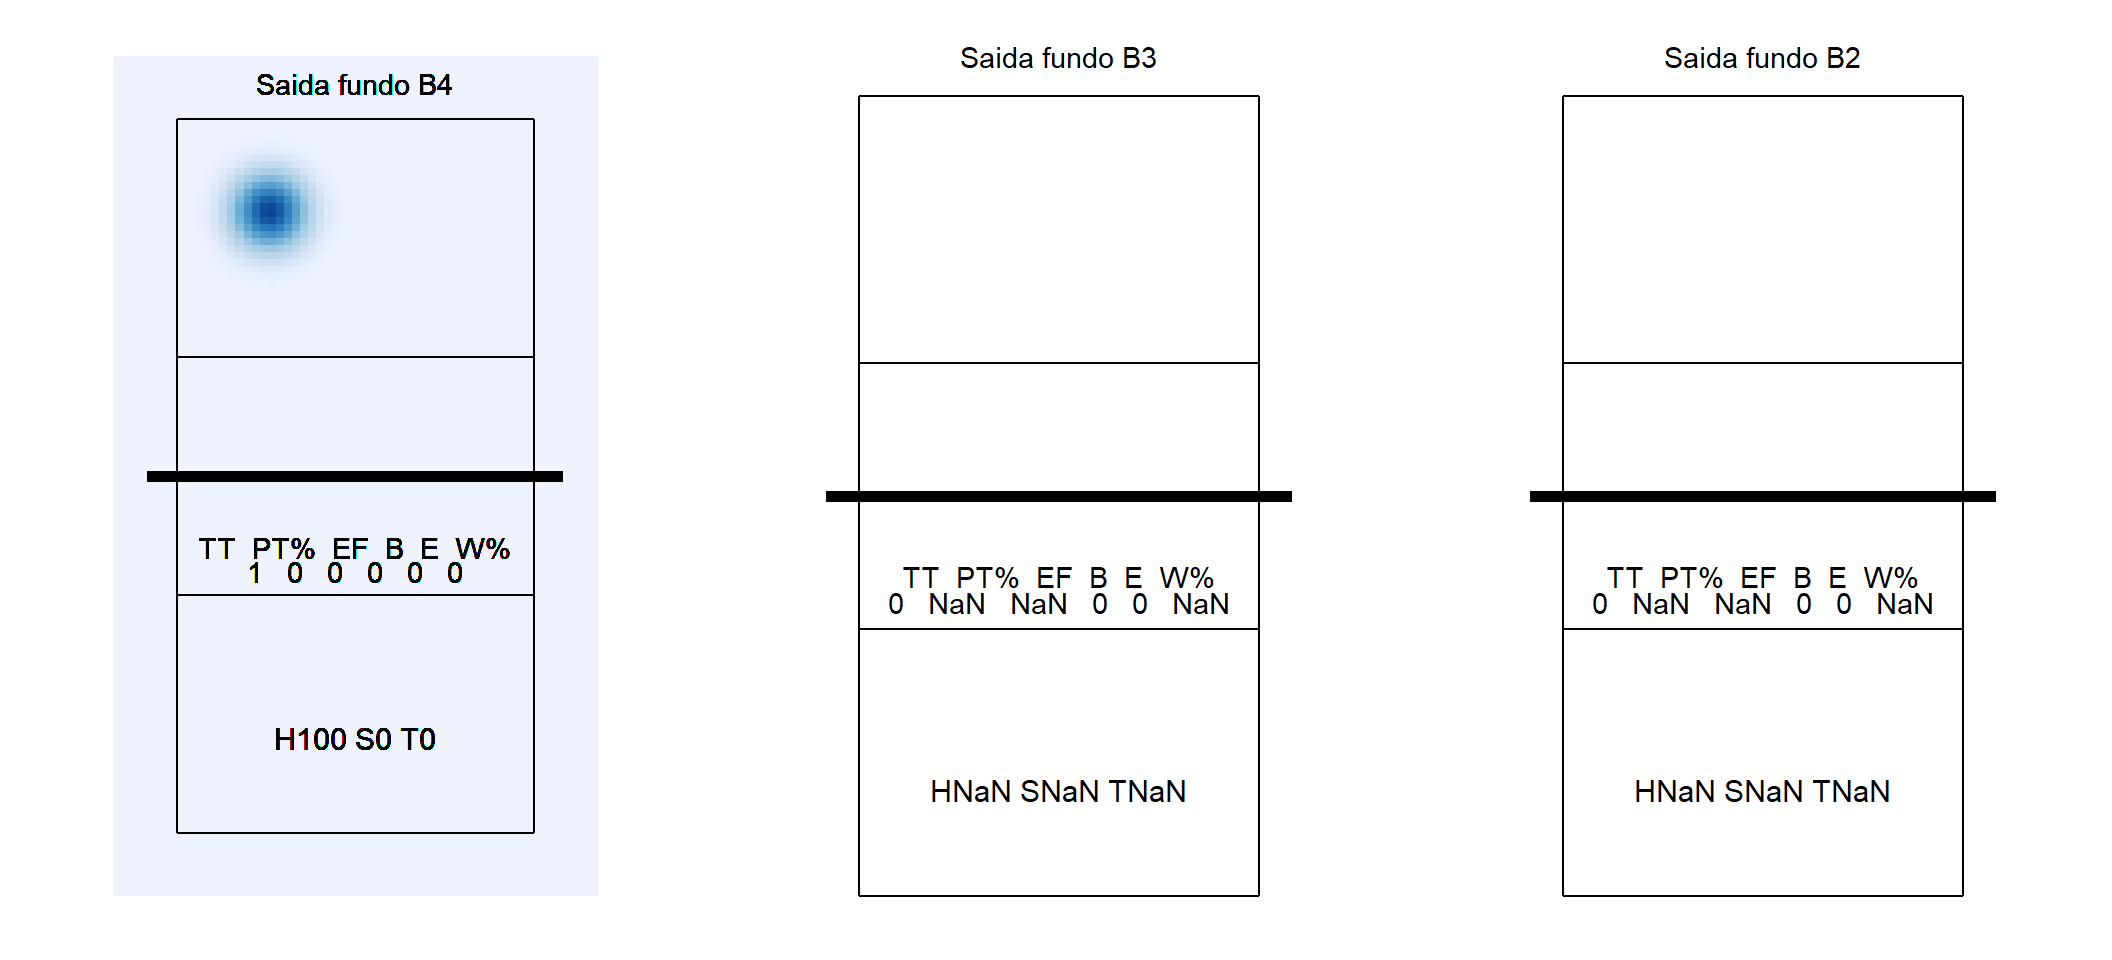 Saida fundo B4
TT PT% EF B E W%
1 0 0 0 0 0
H100 S0 T0
Saida fundo B3
TT PT% EF B E W%
0 NaN NaN 0 0 NaN
HNaN SNaN TNaN
Saida fundo B2
TT PT% EF B E W%
0 NaN NaN 0 0 NaN
HNaN SNaN TNaN